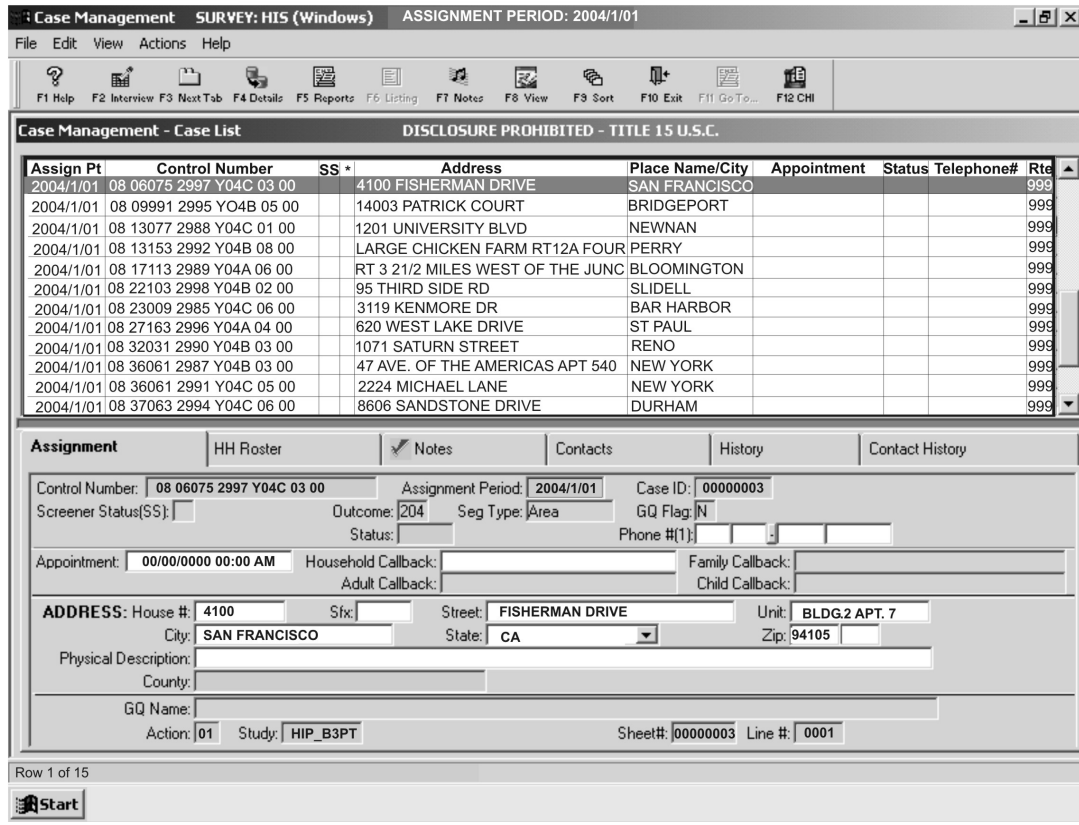 Case Management SURVEY: HIS (Windows) ASSIGNMENT PERIOD: 2004/1/01
File Edit View Actions Help
F1 Help F2 Interview F3 Next Tab F4 Details F5 Reports F6 Listing F7 Notes F8 View F9 Sort F10 Exit F11 Go To... F12 CHI
Case Management - Case List DISCLOSURE PROHIBITED - TITLE 15 U.S.C.
Assign Pt Control Number SS * Address Place Name/City Appointment Status Telephone# Rte
2004/1/01 08 06075 2997 Y04C 03 00 4100 FISHERMAN DRIVE SAN FRANCISCO 999
2004/1/01 08 09991 2995 YO4B 05 00 14003 PATRICK COURT BRIDGEPORT 999
2004/1/01 08 13077 2988 Y04C 01 00 1201 UNIVERSITY BLVD NEWNAN 999
2004/1/01 08 13153 2992 Y04B 08 00 LARGE CHICKEN FARM RT12A FOUR PERRY 999
2004/1/01 08 17113 2989 Y04A 06 00 RT 3 21/2 MILES WEST OF THE JUNC BLOOMINGTON 999
2004/1/01 08 22103 2998 Y04B 02 00 95 THIRD SIDE RD SLIDELL 999
2004/1/01 08 23009 2985 Y04C 06 00 3119 KENMORE DR BAR HARBOR 999
2004/1/01 08 27163 2996 Y04A 04 00 620 WEST LAKE DRIVE ST PAUL 999
2004/1/01 08 32031 2990 Y04B 03 00 1071 SATURN STREET RENO 999
2004/1/01 08 36061 2987 Y04B 03 00 47 AVE. OF THE AMERICAS APT 540 NEW YORK 999
2004/1/01 08 36061 2991 Y04C 05 00 2224 MICHAEL LANE NEW YORK 999
2004/1/01 08 37063 2994 Y04C 06 00 8606 SANDSTONE DRIVE DURHAM 999
Assignment HH Roster Notes Contacts History Contact History
Control Number: 08 06075 2997 Y04C 03 00 Assignment Period: 2004/1/01 Case ID: 00000003
Screener Status(SS): Outcome: 204 Seg Type: Area GQ Flag: N
Status: Phone #(1): -
Appointment: 00/00/0000 00:00 AM Household Callback: Family Callback:
Adult Callback: Child Callback:
ADDRESS: House #: 4100 Sfx: Street: FISHERMAN DRIVE Unit: BLDG.2 APT. 7
City: SAN FRANCISCO State: CA Zip: 94105
Physical Description:
County:
GQ Name:
Action: 01 Study: HIP_B3PT Sheet#: 00000003 Line #: 0001
Row 1 of 15
Start